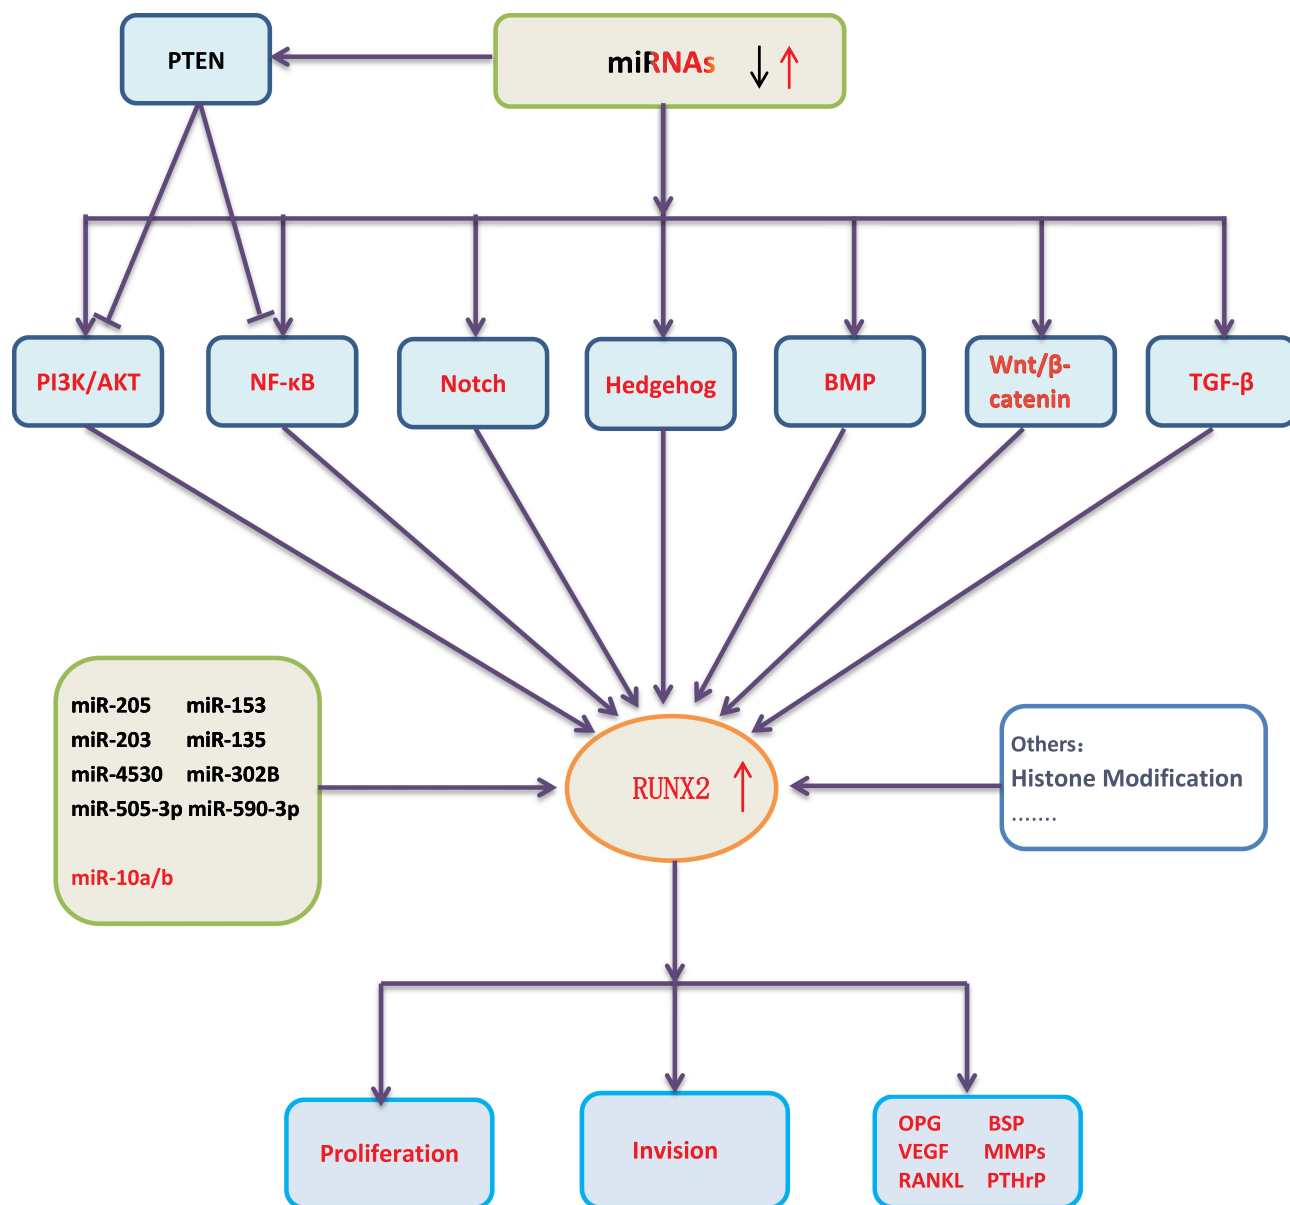 PTEN
miRNAs
PI3K/AKT
NF-κB
Notch
Hedgehog
BMP
Wnt/β-
catenin
TGF-β
miR-205 miR-153
miR-203 miR-135
miR-4530 miR-302B
miR-505-3p miR-590-3p
miR-10a/b
RUNX2
Others：
Histone Modification
.......
Proliferation
Invision
OPG BSP
VEGF MMPs
RANKL PTHrP